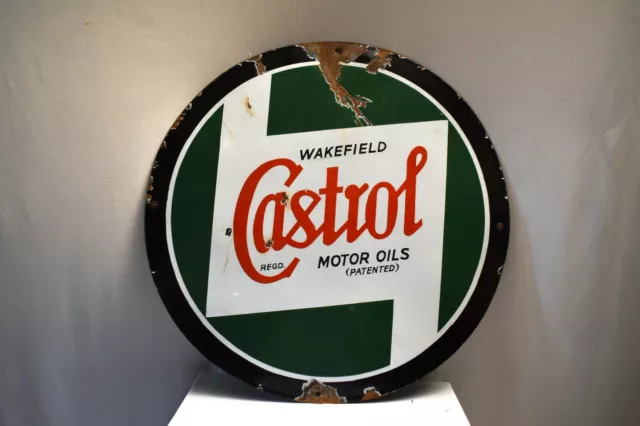 WAKEFIELD
Castrol
REGD. MOTOR OILS
(PATENTED)